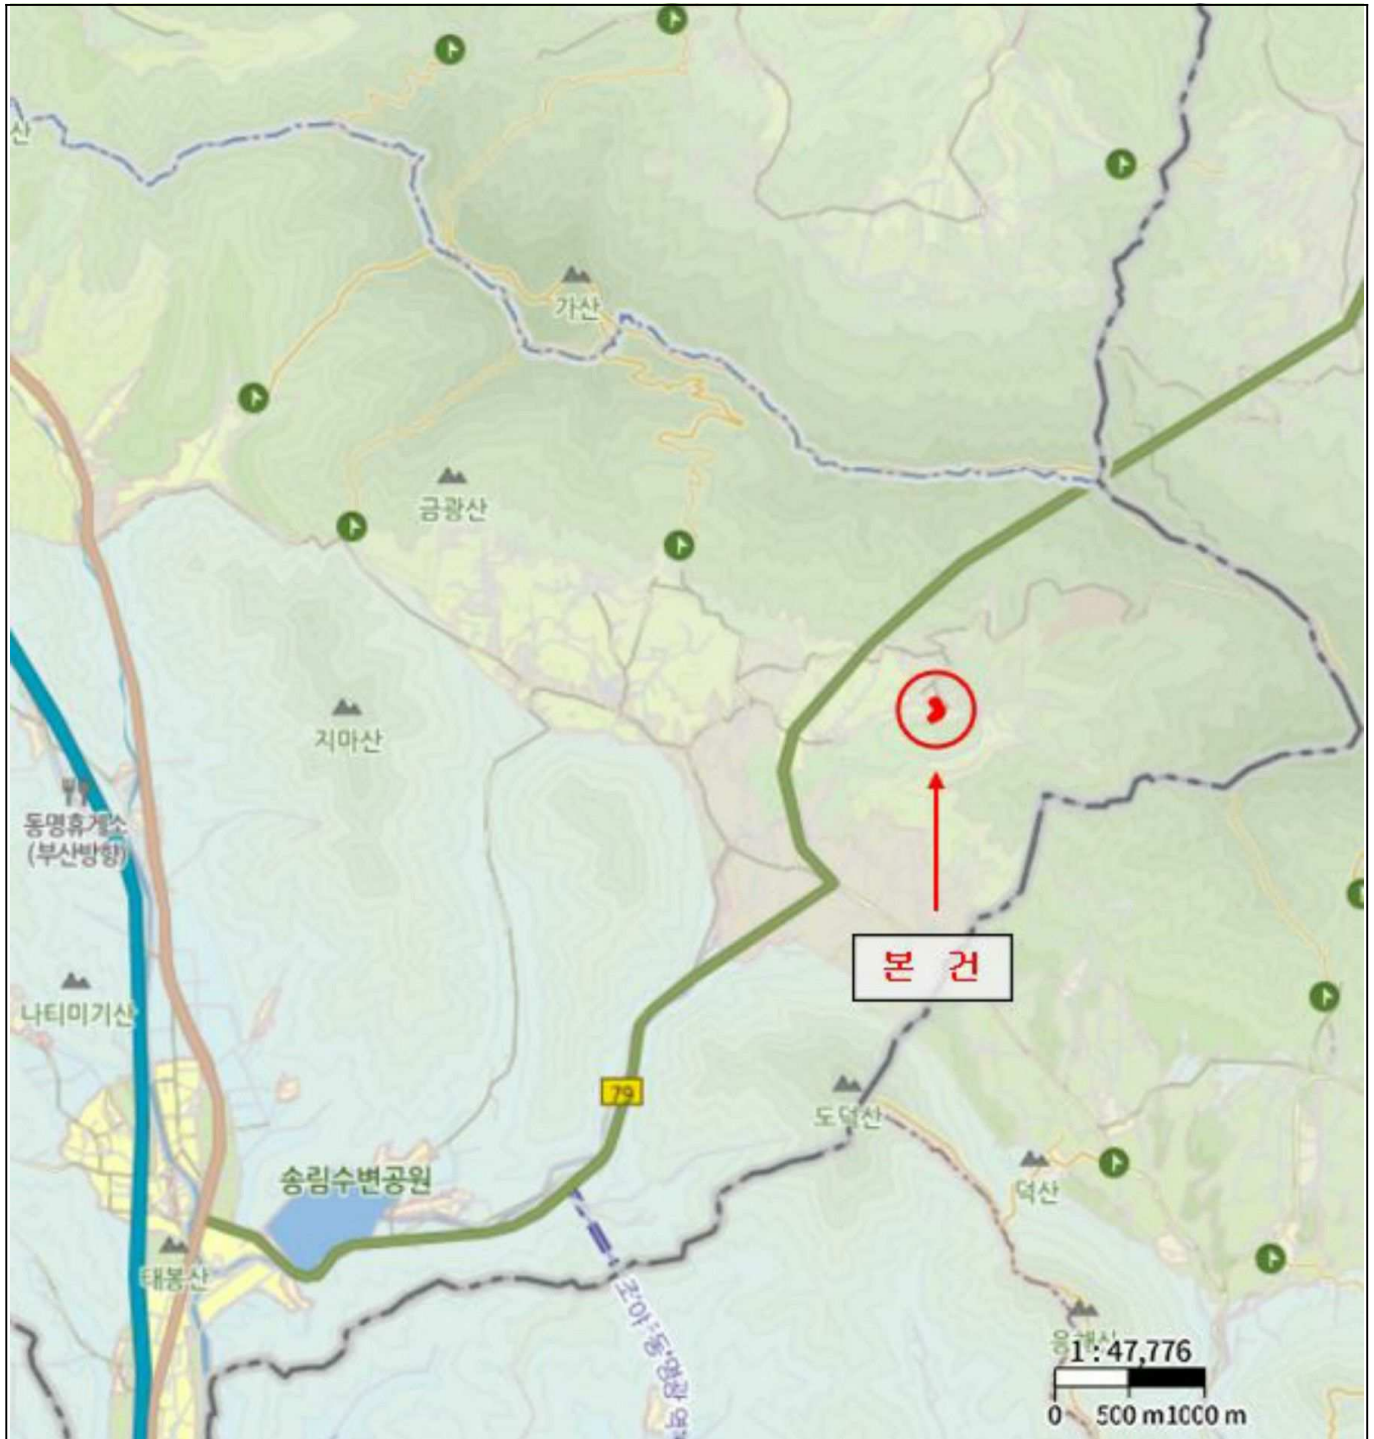 산
가산
금광산
지마산
동명휴게소
(부산방향)
본 건
나티미기산
79
도덕산
송림수변공원
덕산
태봉산
1 : 47,776
0 500 m 1000 m